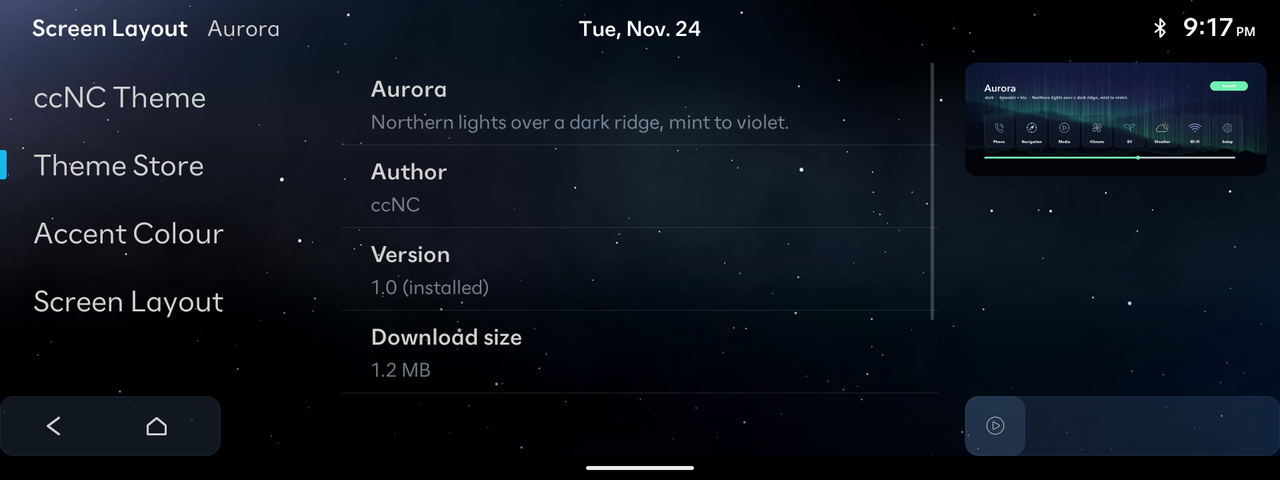 Screen Layout Aurora
Tue, Nov. 24
9:17 PM
ccNC Theme
Theme Store
Accent Colour
Screen Layout
Aurora
Northern lights over a dark ridge, mint to violet.
Author
ccNC
Version
1.0 (installed)
Download size
1.2 MB
Aurora
Northern lights over a dark ridge, mint to violet.
Phone
Navigation
Media
Climate
EV
Weather
Wi-Fi
Setup